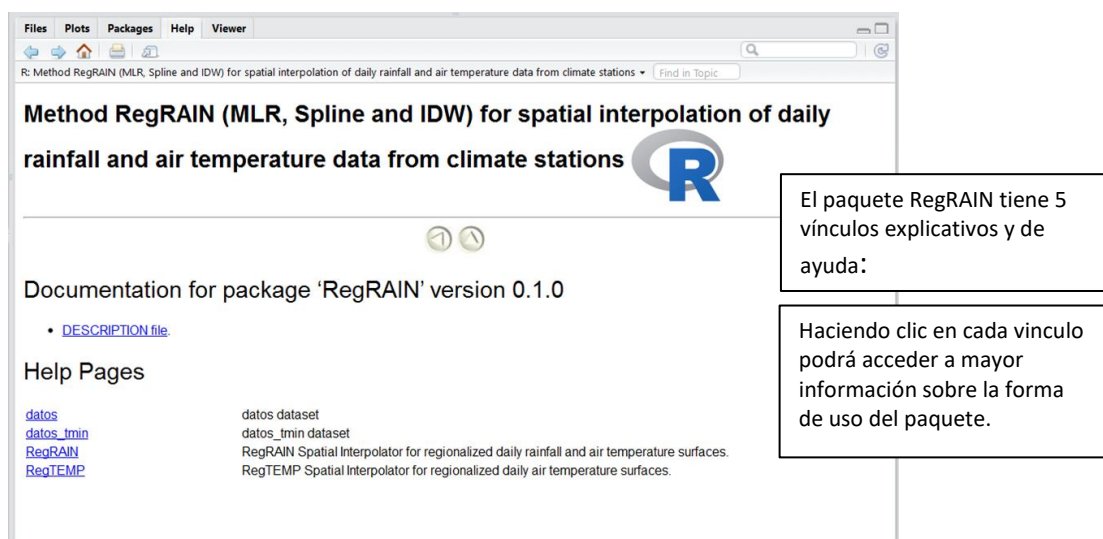 Files Plots Packages Help Viewer
R: Method RegRAIN (MLR, Spline and IDW) for spatial interpolation of daily rainfall and air temperature data from climate stations Find in Topic
Method RegRAIN (MLR, Spline and IDW) for spatial interpolation of daily
rainfall and air temperature data from climate stations R
El paquete RegRAIN tiene 5
vínculos explicativos y de
ayuda:
Documentation for package ‘RegRAIN’ version 0.1.0
• DESCRIPTION file.
Haciendo clic en cada vinculo
podrá acceder a mayor
información sobre la forma
de uso del paquete.
Help Pages
datos datos dataset
datos_tmin datos_tmin dataset
RegRAIN RegRAIN Spatial Interpolator for regionalized daily rainfall and air temperature surfaces.
RegTEMP RegTEMP Spatial Interpolator for regionalized daily air temperature surfaces.